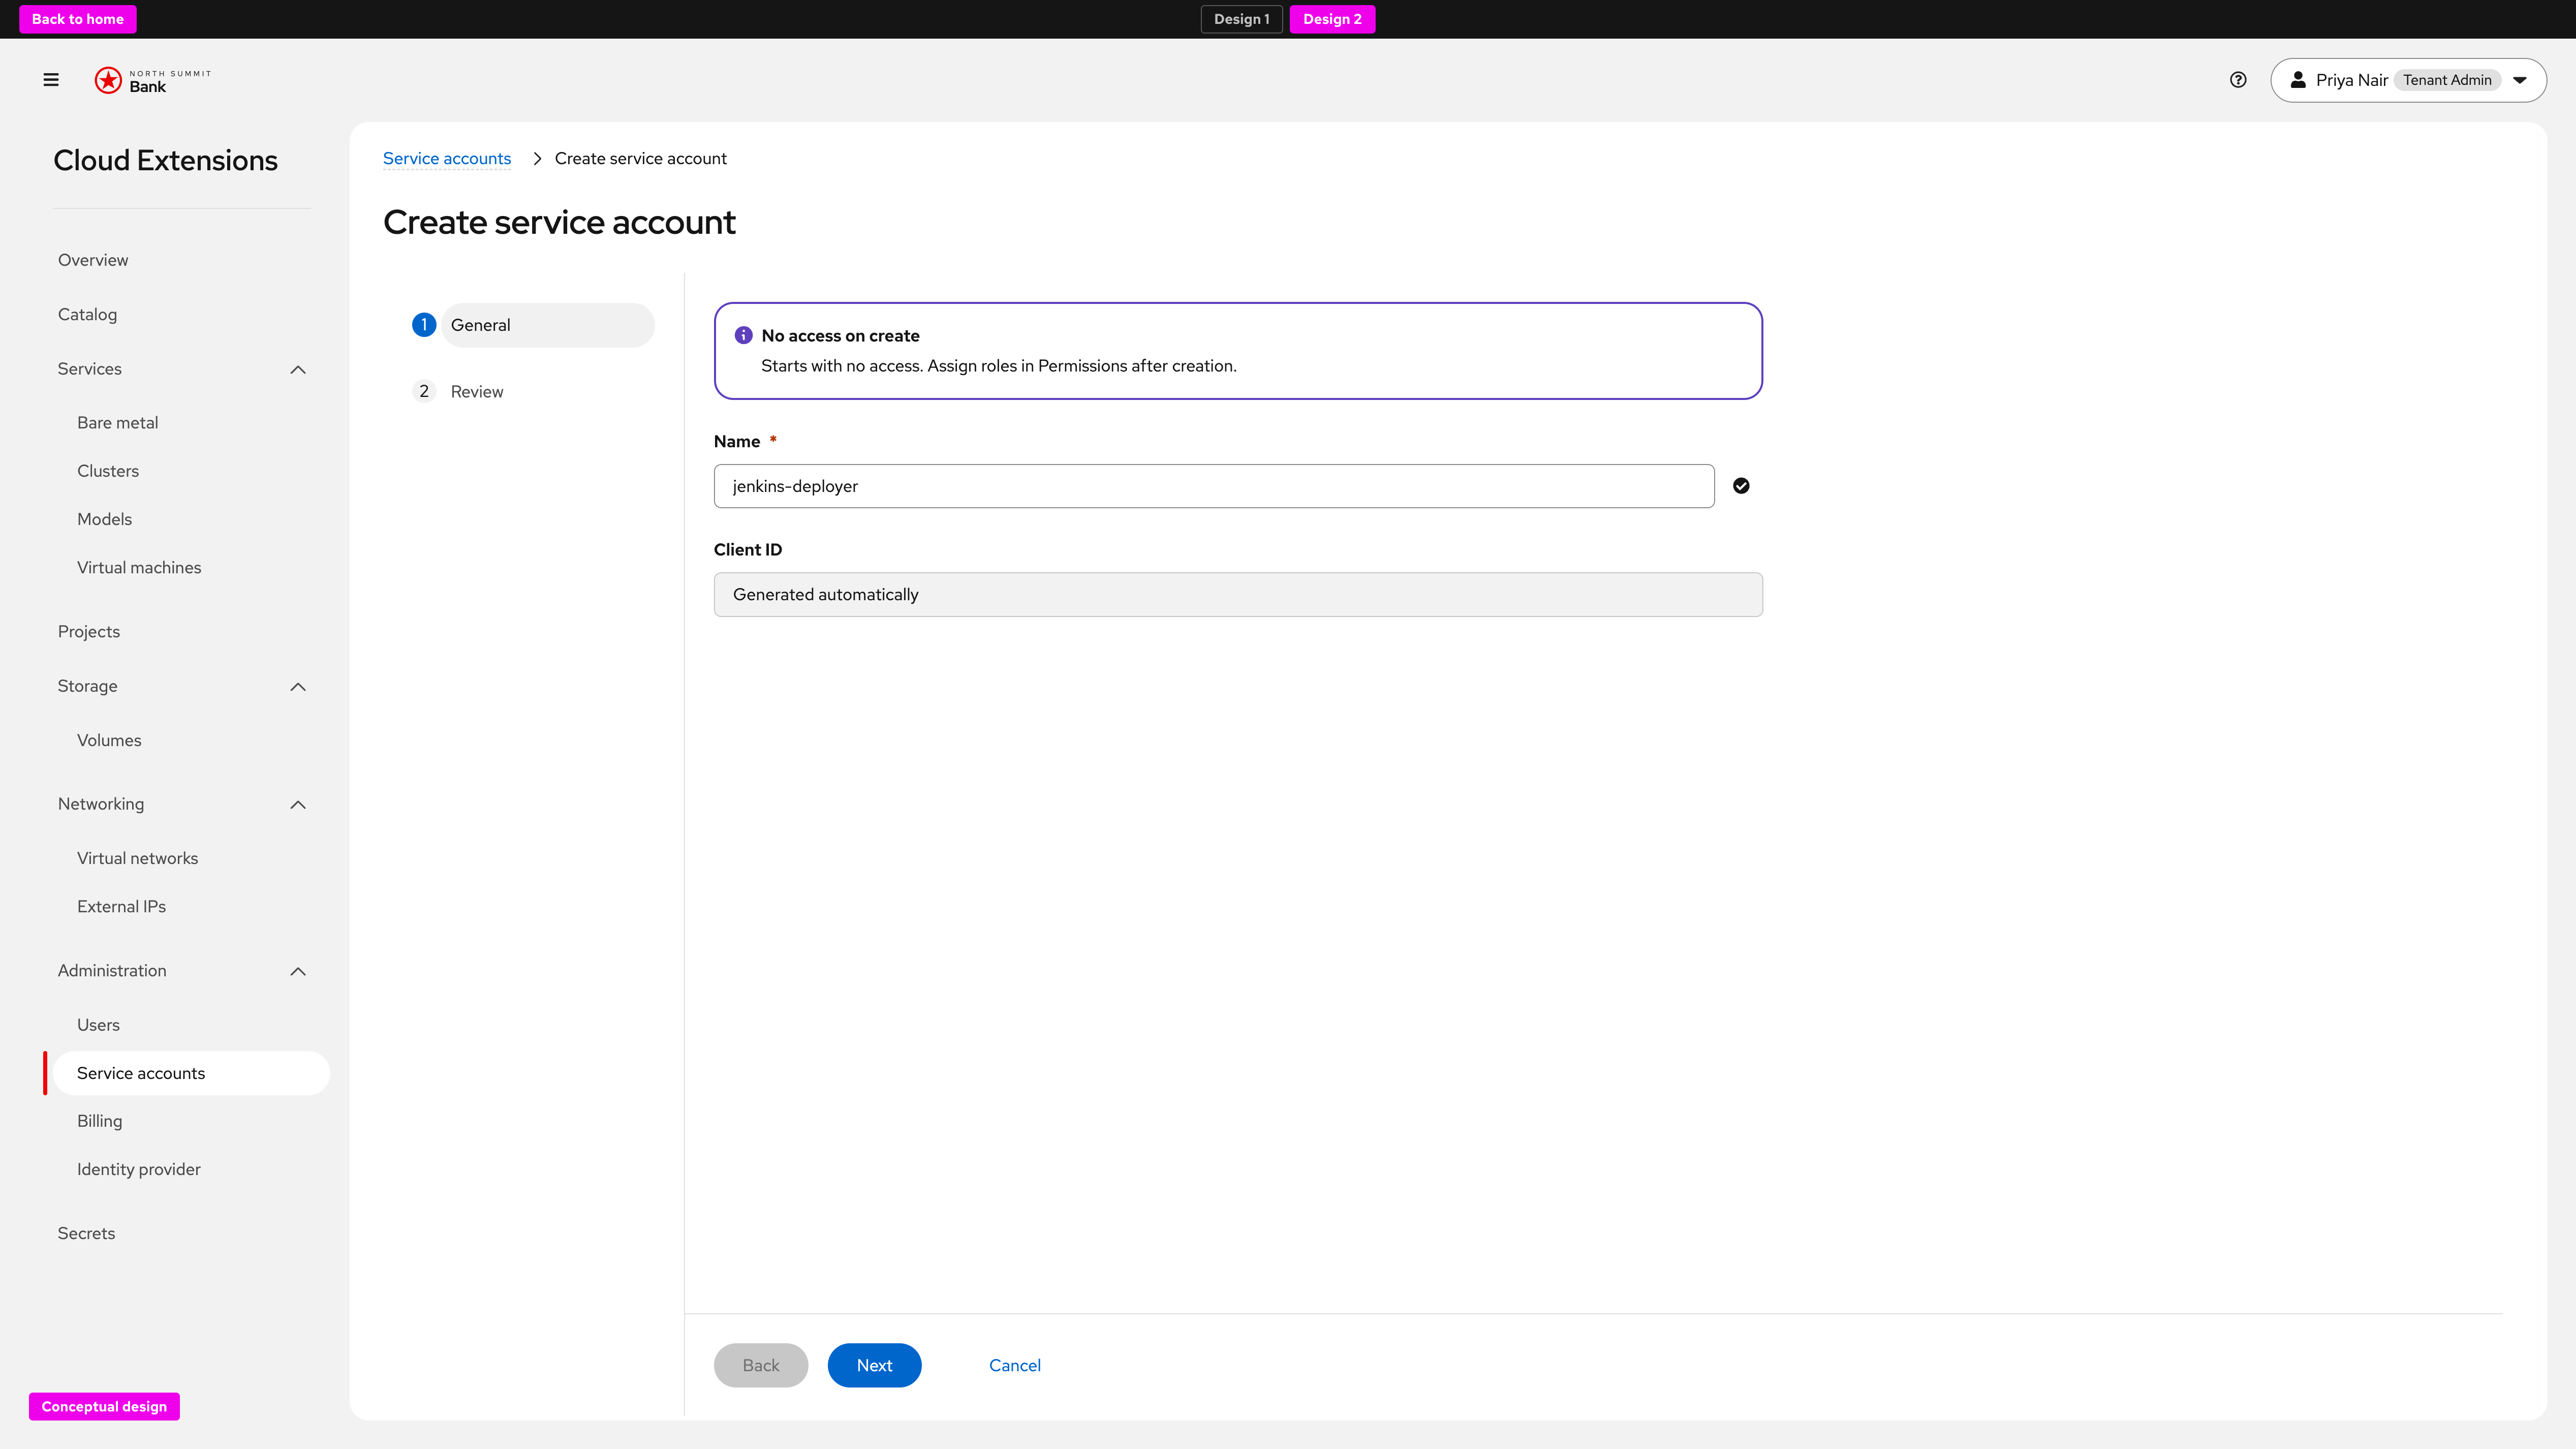 Back to home
Design 1
Design 2
NORTH SUMMIT
Bank
Priya Nair
Tenant Admin
Cloud Extensions
Overview
Catalog
Services
Bare metal
Clusters
Models
Virtual machines
Projects
Storage
Volumes
Networking
Virtual networks
External IPs
Administration
Users
Service accounts
Billing
Identity provider
Secrets
Conceptual design
Service accounts
Create service account
Create service account
1
General
2
Review
No access on create
Starts with no access. Assign roles in Permissions after creation.
Name *
jenkins-deployer
Client ID
Generated automatically
Back
Next
Cancel